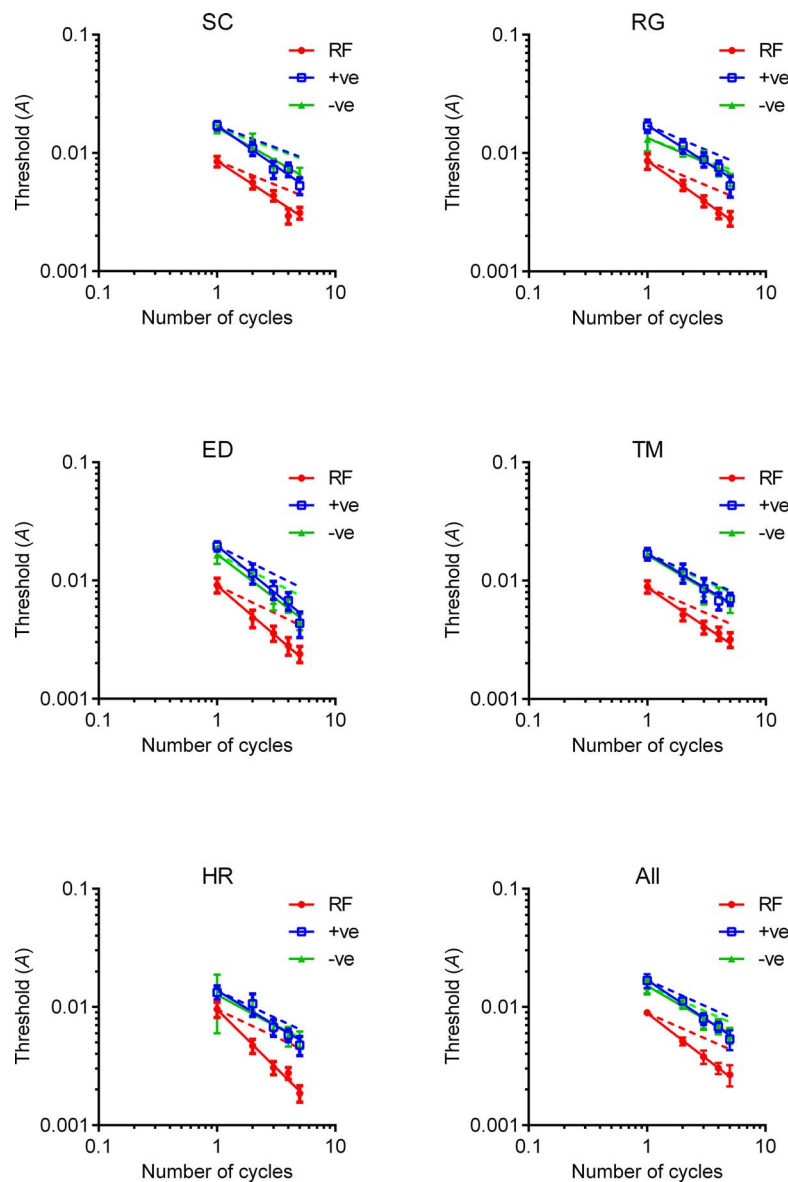 SC
0.1
0.01
0.001
Threshold (A)
0.1
1
10
Number of cycles
RF
+ve
-ve
RG
0.1
0.01
0.001
Threshold (A)
0.1
1
10
Number of cycles
RF
+ve
-ve
ED
0.1
0.01
0.001
Threshold (A)
0.1
1
10
Number of cycles
RF
+ve
-ve
TM
0.1
0.01
0.001
Threshold (A)
0.1
1
10
Number of cycles
RF
+ve
-ve
HR
0.1
0.01
0.001
Threshold (A)
0.1
1
10
Number of cycles
RF
+ve
-ve
All
0.1
0.01
0.001
Threshold (A)
0.1
1
10
Number of cycles
RF
+ve
-ve